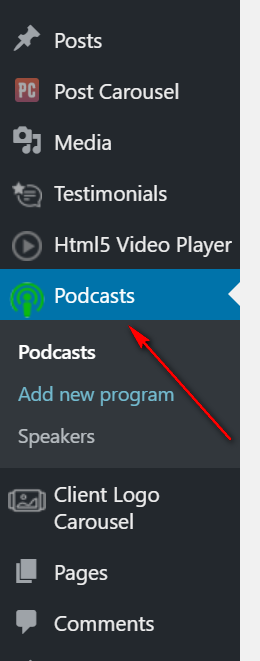 Posts
PC
Post Carousel
Media
Testimonials
Html5 Video Player
Podcasts
Podcasts
Add new program
Speakers
Client Logo
Carousel
Pages
Comments